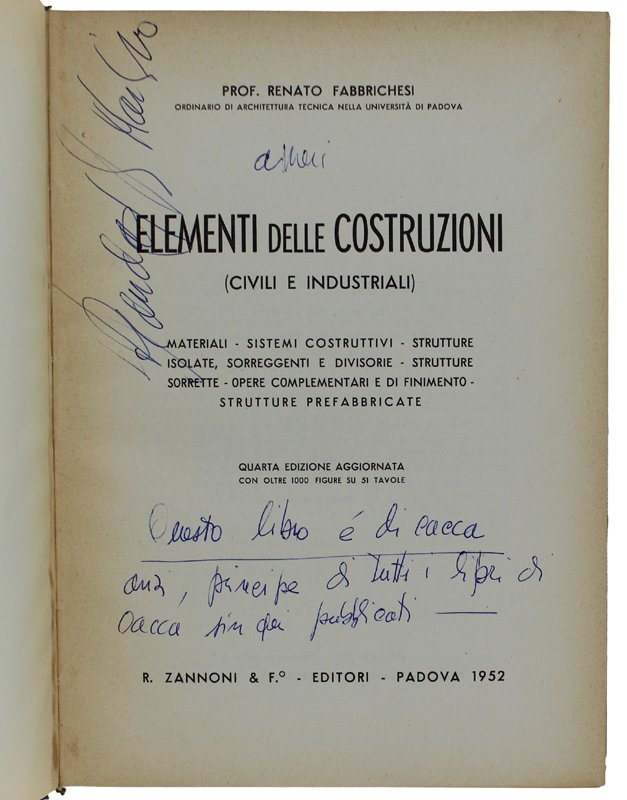 PROF. RENATO FABBRICHESI
ORDINARIO DI ARCHITETTURA TECNICA NELLA UNIVERSITÀ DI PADOVA
ELEMENTI DELLE COSTRUZIONI
(CIVILI E INDUSTRIALI)
MATERIALI - SISTEMI COSTRUTTIVI - STRUTTURE
ISOLATE, SORREGGENTI E DIVISORIE - STRUTTURE
SORRETTE - OPERE COMPLEMENTARI E DI FINIMENTO -
STRUTTURE PREFABBRICATE
QUARTA EDIZIONE AGGIORNATA
CON OLTRE 1000 FIGURE SU 51 TAVOLE
Questo libro é di cacca
anzi, principe di tutti i libri di
cacca sin qui pubblicati
R. ZANNONI & F.º - EDITORI - PADOVA 1952